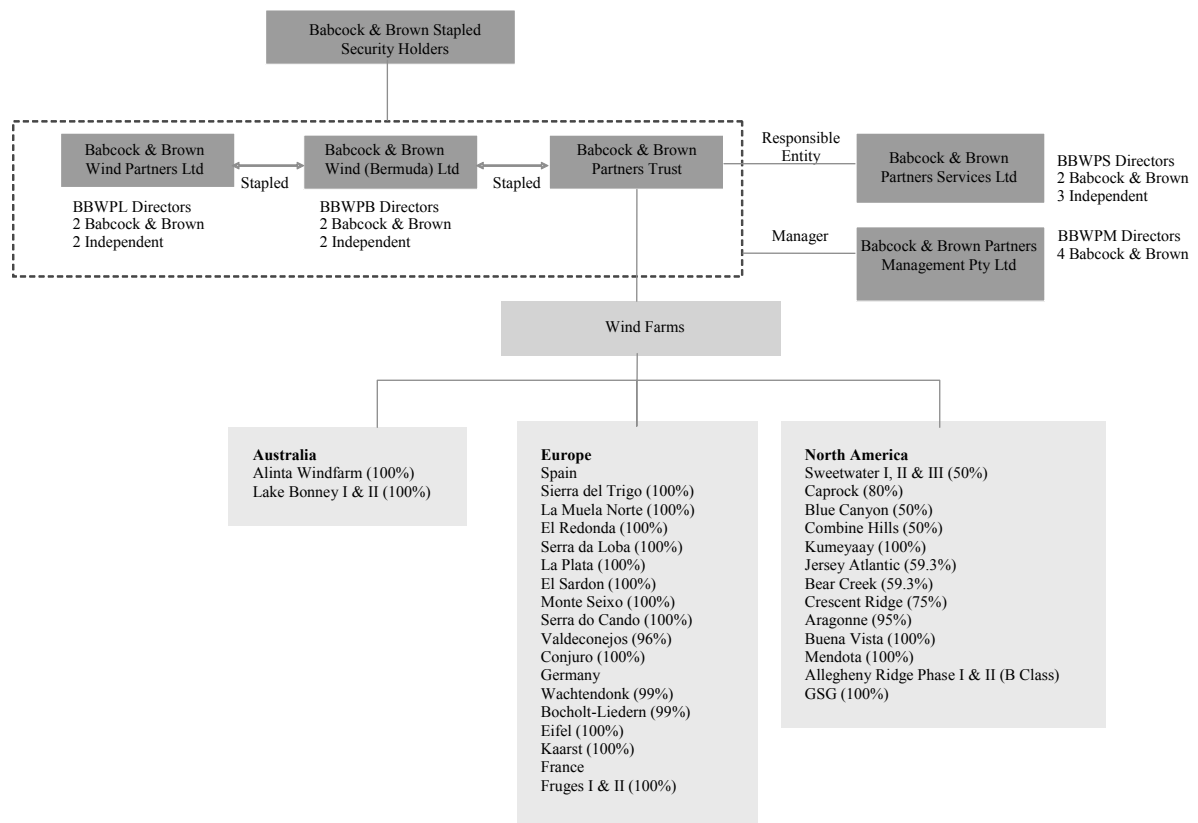 Babcock & Brown Stapled
Security Holders
Babcock & Brown
Wind Partners Ltd
Stapled
Babcock & Brown
Wind (Bermuda) Ltd
Stapled
Babcock & Brown
Partners Trust
Responsible
Entity
Babcock & Brown
Partners Services Ltd
BBWPS Directors
2 Babcock & Brown
3 Independent
BBWPL Directors
2 Babcock & Brown
2 Independent
BBWPB Directors
2 Babcock & Brown
2 Independent
Manager
Babcock & Brown Partners
Management Pty Ltd
BBWPM Directors
4 Babcock & Brown
Wind Farms
Australia
Alinta Windfarm (100%)
Lake Bonney I & II (100%)
Europe
Spain
Sierra del Trigo (100%)
La Muela Norte (100%)
El Redonda (100%)
Serra da Loba (100%)
La Plata (100%)
El Sardon (100%)
Monte Seixo (100%)
Serra do Cando (100%)
Valdeconejos (96%)
Conjuro (100%)
Germany
Wachtendonk (99%)
Bocholt-Liedern (99%)
Eifel (100%)
Kaarst (100%)
France
Fruges I & II (100%)
North America
Sweetwater I, II & III (50%)
Caprock (80%)
Blue Canyon (50%)
Combine Hills (50%)
Kumeyaay (100%)
Jersey Atlantic (59.3%)
Bear Creek (59.3%)
Crescent Ridge (75%)
Aragonne (95%)
Buena Vista (100%)
Mendota (100%)
Allegheny Ridge Phase I & II (B Class)
GSG (100%)